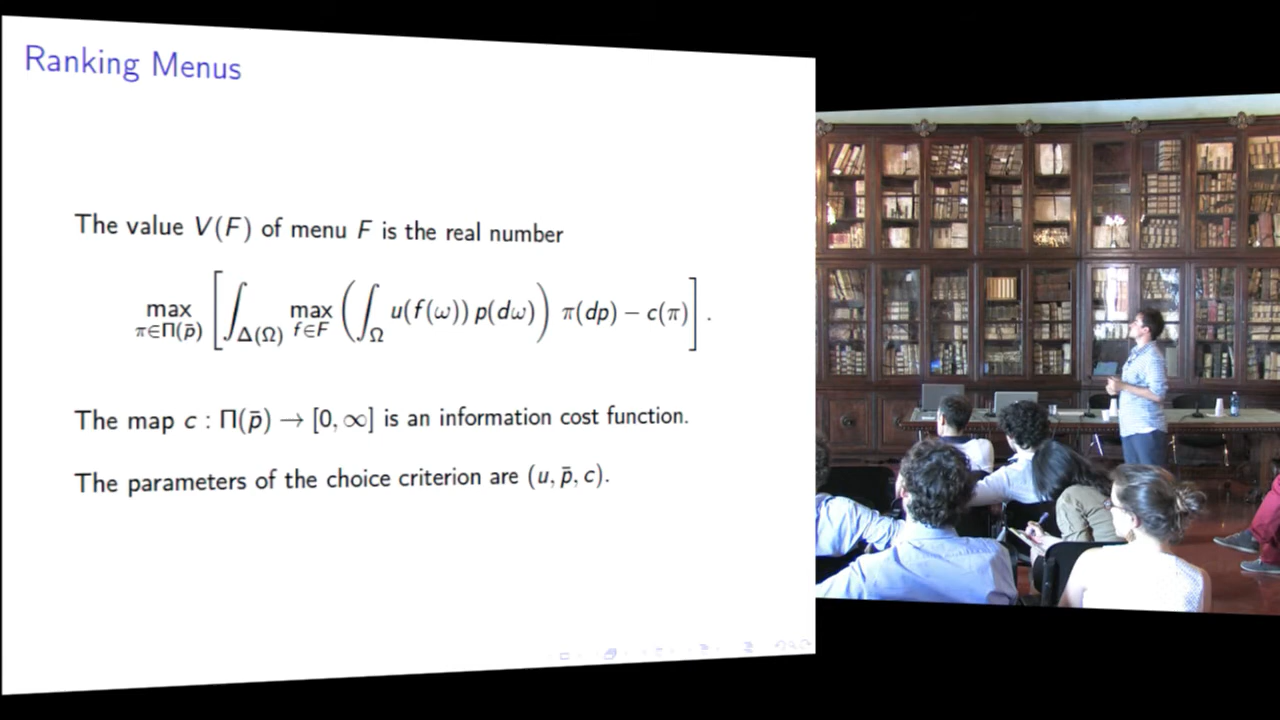 Ranking Menus
The value V(F) of menu F is the real number
max_{π∈Π(p̄)} [ ∫_{Δ(Ω)} max_{f∈F} ( ∫_Ω u(f(ω)) p(dω) ) π(dp) − c(π) ] .
The map c : Π(p̄) → [0, ∞] is an information cost function.
The parameters of the choice criterion are (u, p̄, c).